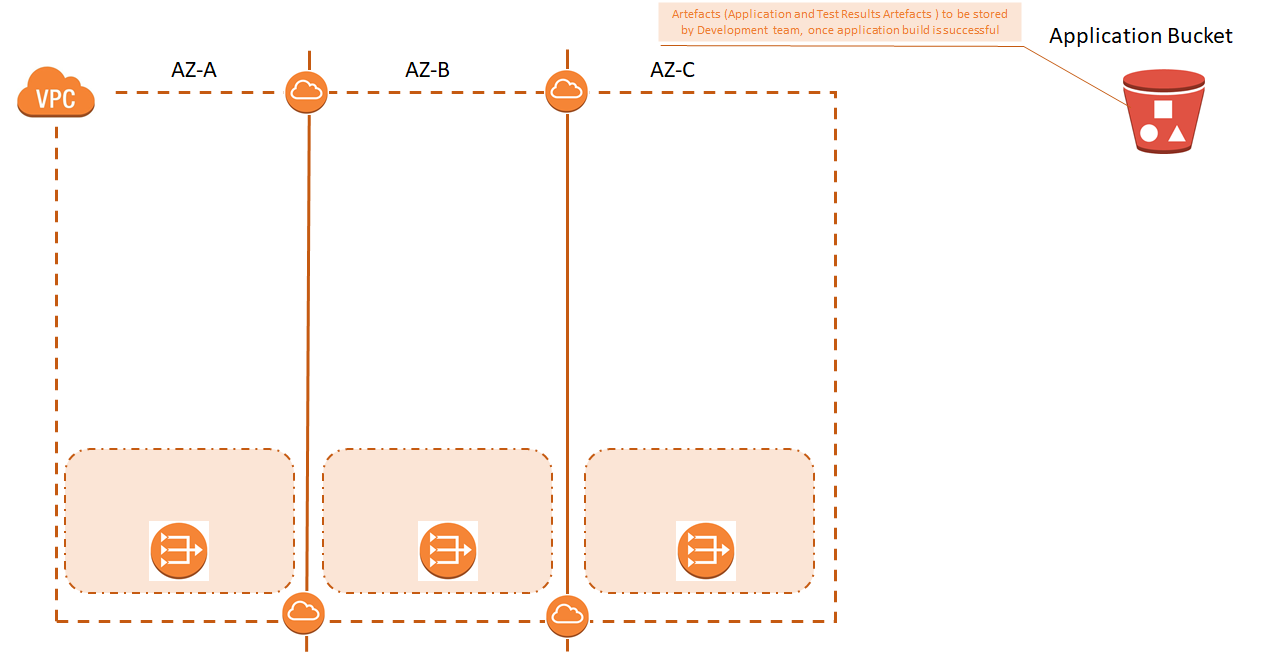 Artefacts (Application and Test Results Artefacts ) to be stored
by Development team, once application build is successful
Application Bucket
AZ-A
AZ-B
AZ-C
VPC